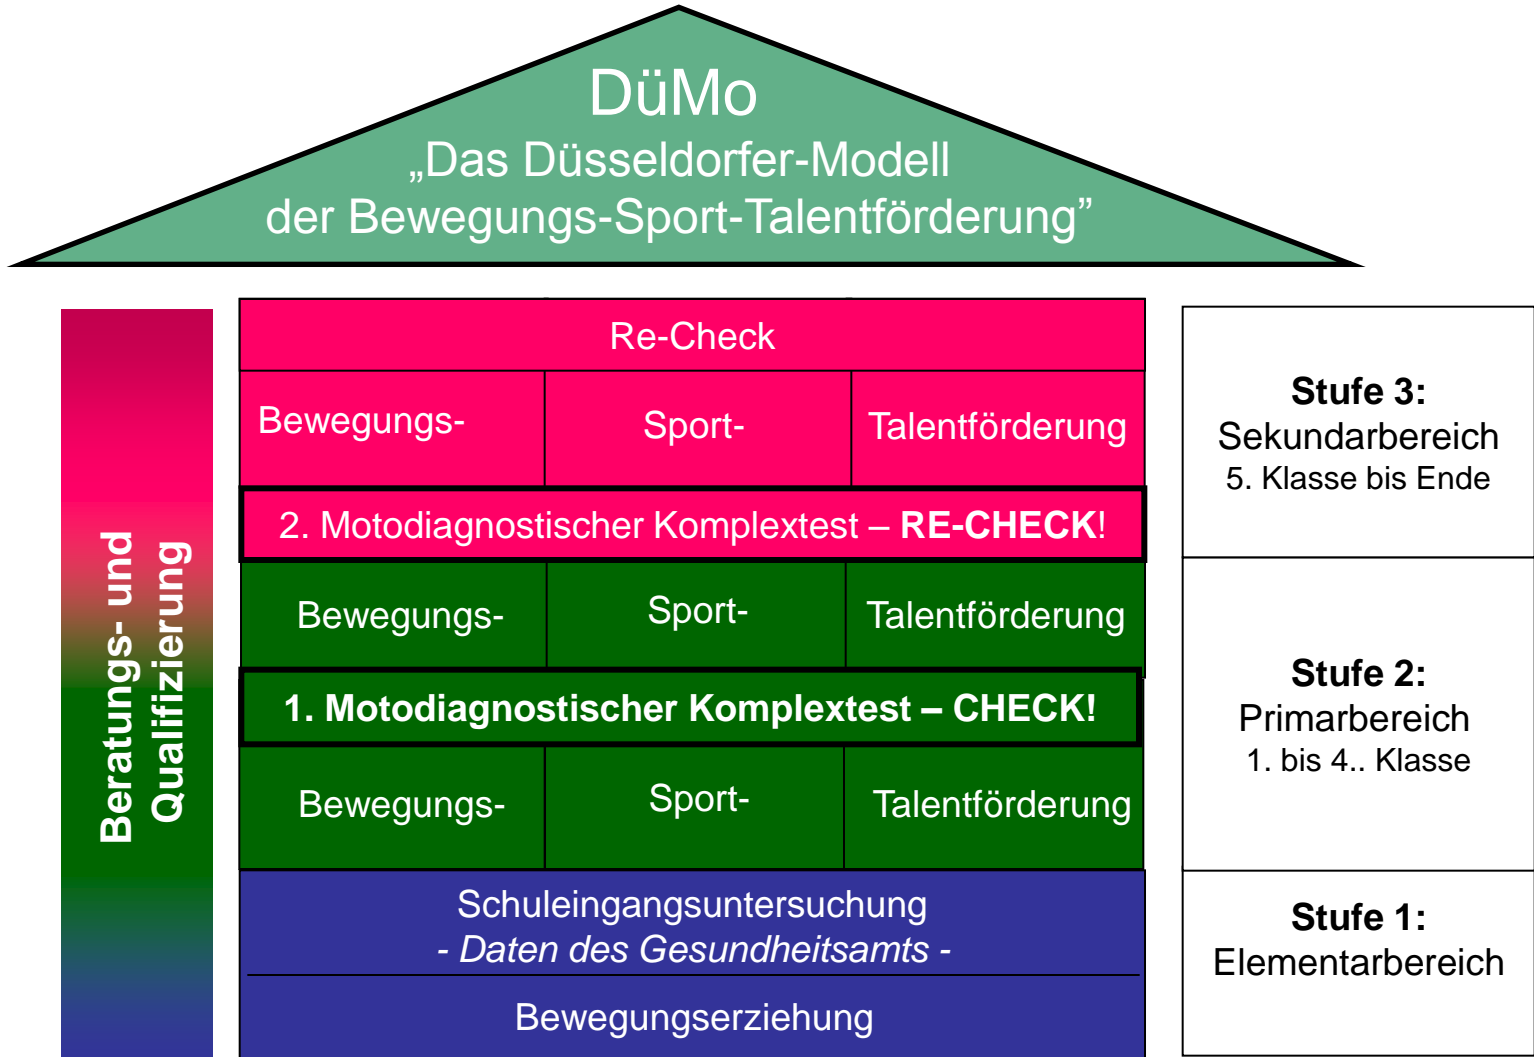 DüMo
„Das Düsseldorfer-Modell
der Bewegungs-Sport-Talentförderung”
Beratungs- und
Qualifizierung
Re-Check
Bewegungs-
Sport-
Talentförderung
2. Motodiagnostischer Komplextest – RE-CHECK!
Bewegungs-
Sport-
Talentförderung
1. Motodiagnostischer Komplextest – CHECK!
Bewegungs-
Sport-
Talentförderung
Schuleingangsuntersuchung
- Daten des Gesundheitsamts -
Bewegungserziehung
Stufe 3:
Sekundarbereich
5. Klasse bis Ende
Stufe 2:
Primarbereich
1. bis 4.. Klasse
Stufe 1:
Elementarbereich